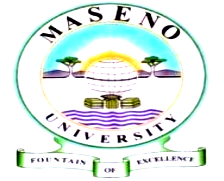 MASENO
UNIVERSITY
FOUNTAIN OF EXCELLENCE